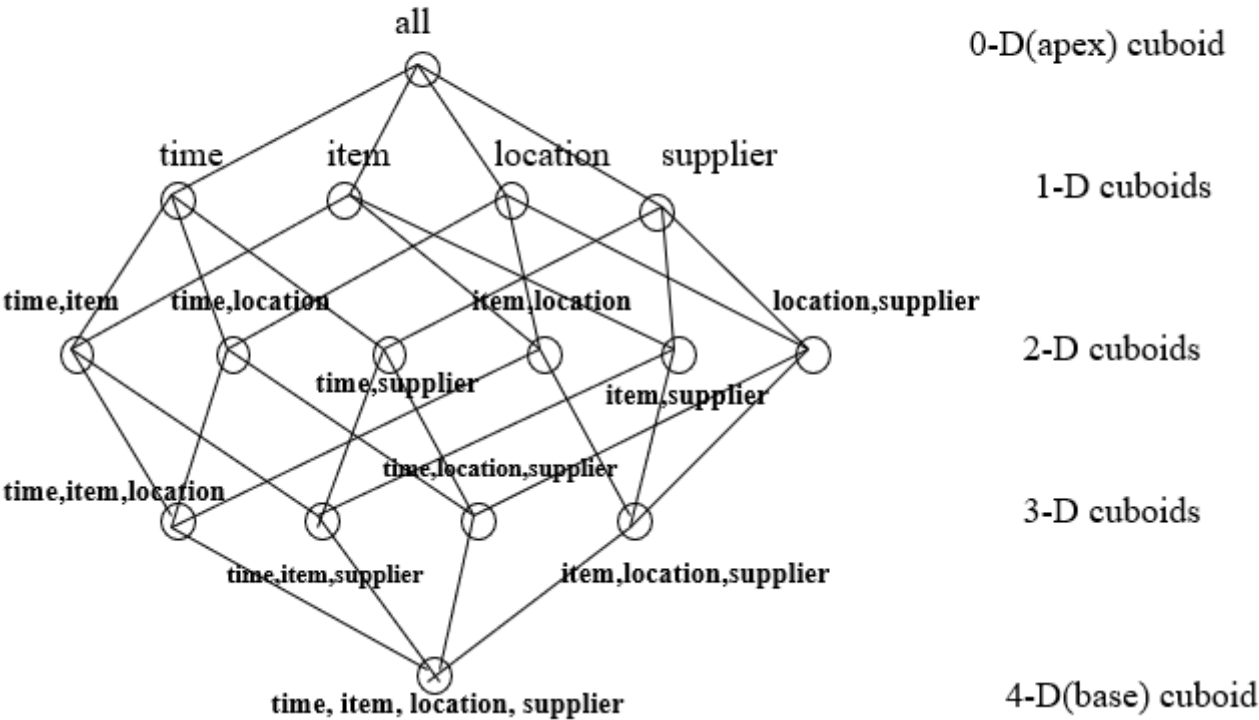 all
0-D(apex) cuboid
time
item
location
supplier
1-D cuboids
time,item
time,location
item,location
location,supplier
2-D cuboids
time,supplier
item,supplier
time,location,supplier
time,item,location
3-D cuboids
time,item,supplier
item,location,supplier
time, item, location, supplier
4-D(base) cuboid